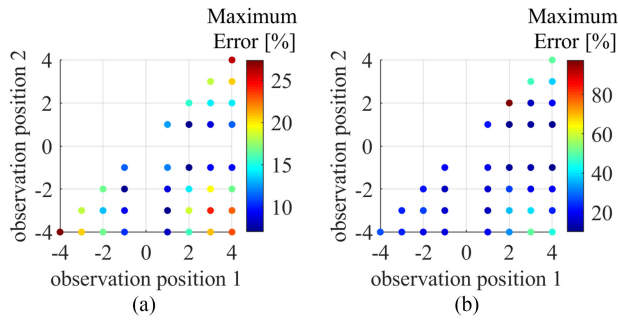 Maximum
Error [%]
observation position 2
4
2
0
-2
-4
-4 -2 0 2 4
observation position 1
25
20
15
10
(a)
Maximum
Error [%]
observation position 2
4
2
0
-2
-4
-4 -2 0 2 4
observation position 1
80
60
40
20
(b)